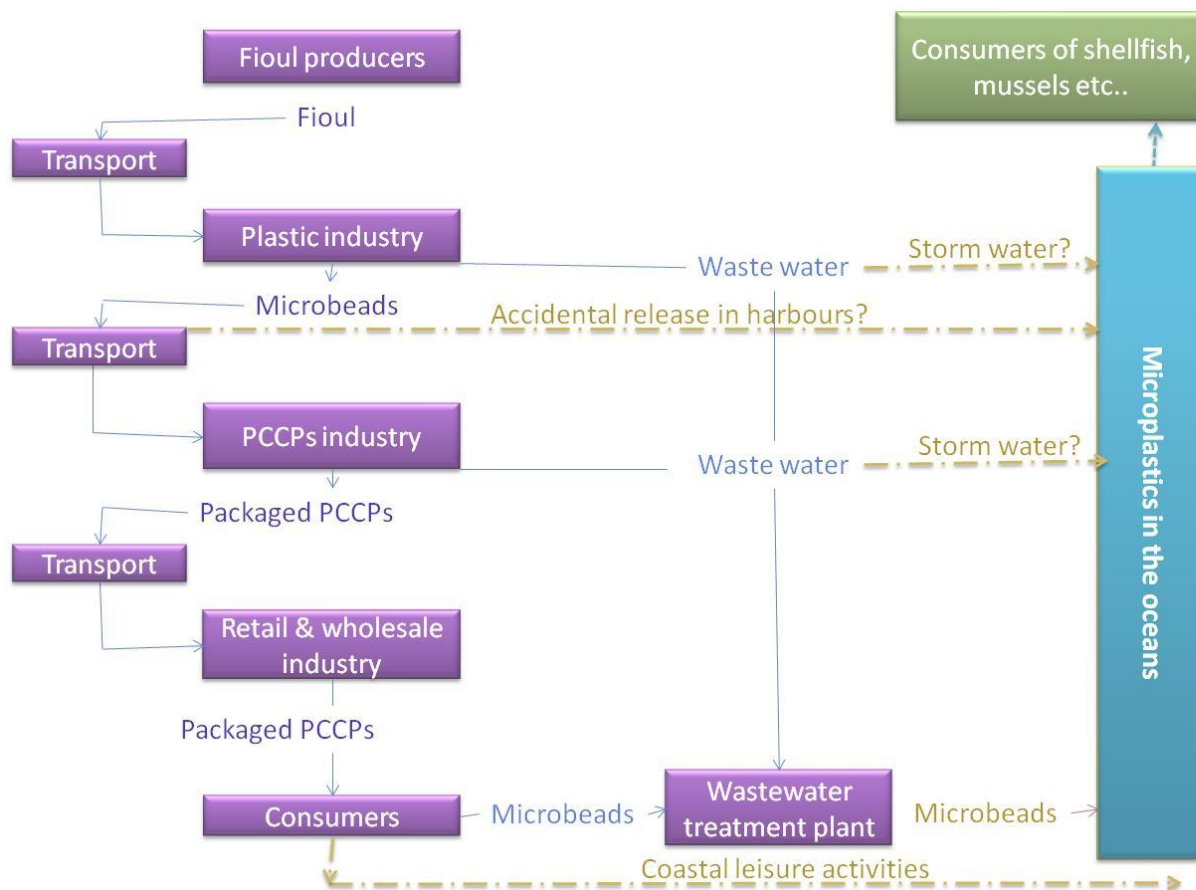 Fioul producers
Consumers of shellfish,
mussels etc..
Fioul
Transport
Plastic industry
Waste water
Storm water?
Microbeads
Accidental release in harbours?
Transport
PCCPs industry
Waste water
Storm water?
Packaged PCCPs
Transport
Retail & wholesale
industry
Packaged PCCPs
Consumers
Microbeads
Wastewater
treatment plant
Microbeads
Coastal leisure activities
Microplastics in the oceans